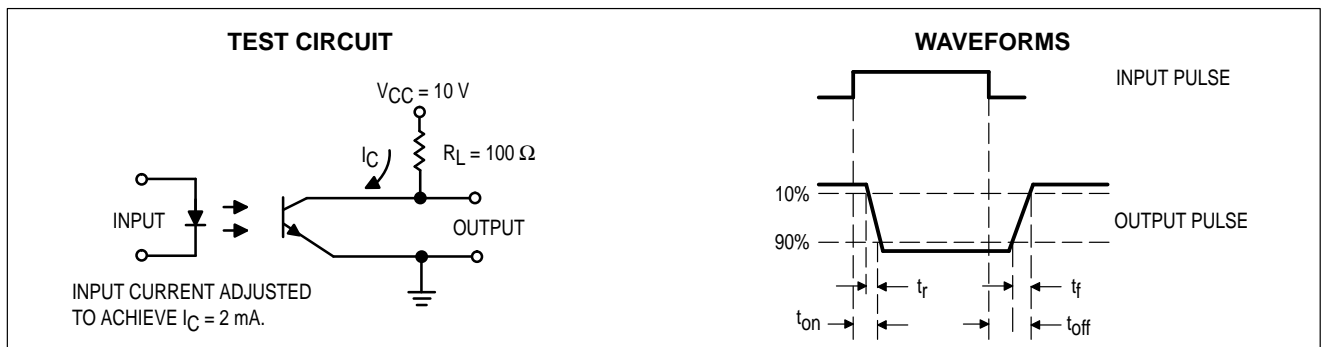 TEST CIRCUIT
VCC = 10 V
IC
RL = 100 Ω
INPUT
OUTPUT
INPUT CURRENT ADJUSTED
TO ACHIEVE IC = 2 mA.
WAVEFORMS
INPUT PULSE
10%
OUTPUT PULSE
90%
tr
tf
ton
toff